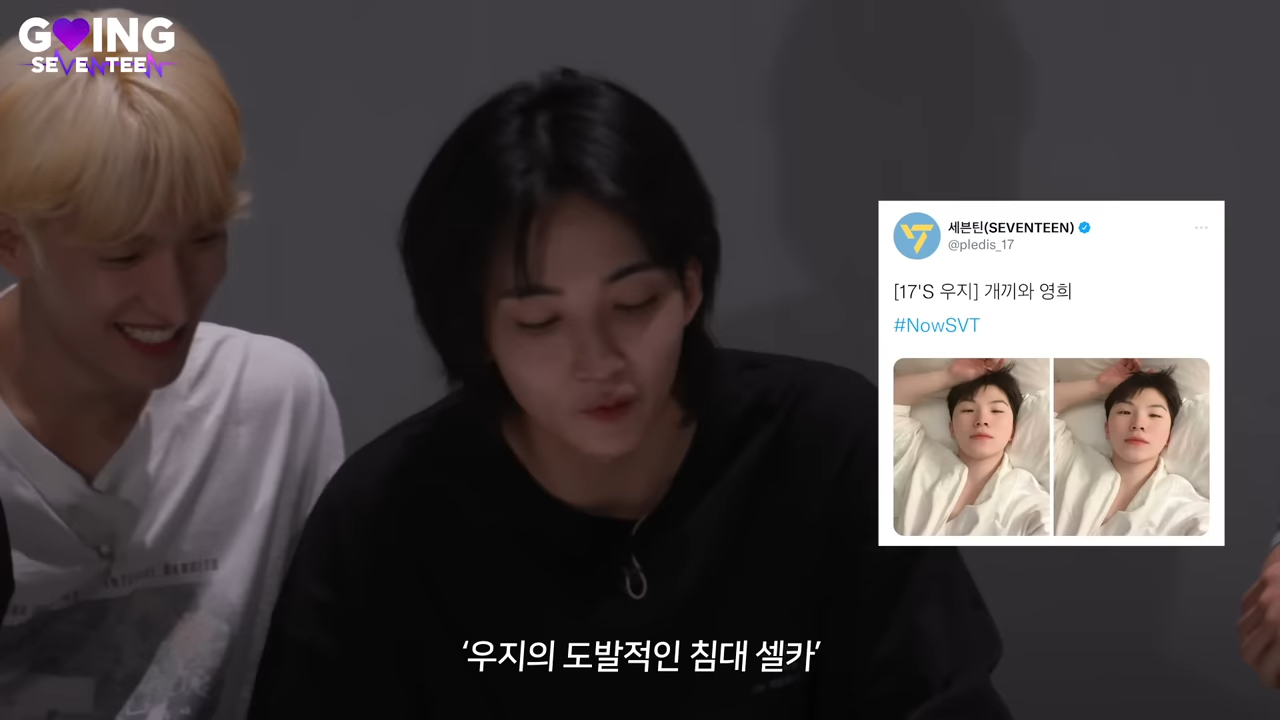 GOING
SEVENTEEN
세븐틴(SEVENTEEN)
@pledis_17
[17'S 우지] 개끼와 영희
#NowSVT
‘우지의 도발적인 침대 셀카’